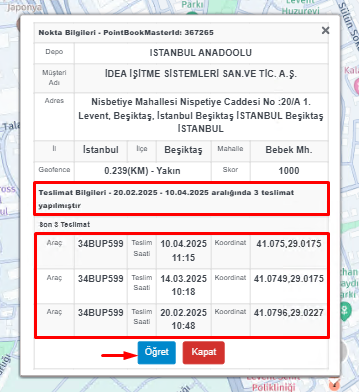 Japonya
Levent
Huzurevi
Nokta Bilgileri - PointBookMasterId: 367265
Depo ISTANBUL ANADOLU
Müşteri Adı İDEA İŞİTME SİSTEMLERİ SAN.VE TİC. A.Ş.
Adres Nisbetiye Mahallesi Nispetiye Caddesi No :20/A 1.
Levent, Beşiktaş, İstanbul Beşiktaş İSTANBUL Beşiktaş
İSTANBUL
İl İstanbul İlçe Beşiktaş Mahalle Bebek Mh.
Geofence 0.239(KM) - Yakın Skor 1000
Teslimat Bilgileri - 20.02.2025 - 10.04.2025 aralığında 3 teslimat
yapılmıştır
Son 3 Teslimat
Araç 34BUP599 Teslim Saati 10.04.2025 11:15 Koordinat 41.075,29.0175
Araç 34BUP599 Teslim Saati 14.03.2025 10:18 Koordinat 41.0749,29.0175
Araç 34BUP599 Teslim Saati 20.02.2025 10:48 Koordinat 41.0796,29.0227
Öğret Kapat
Polikliniği